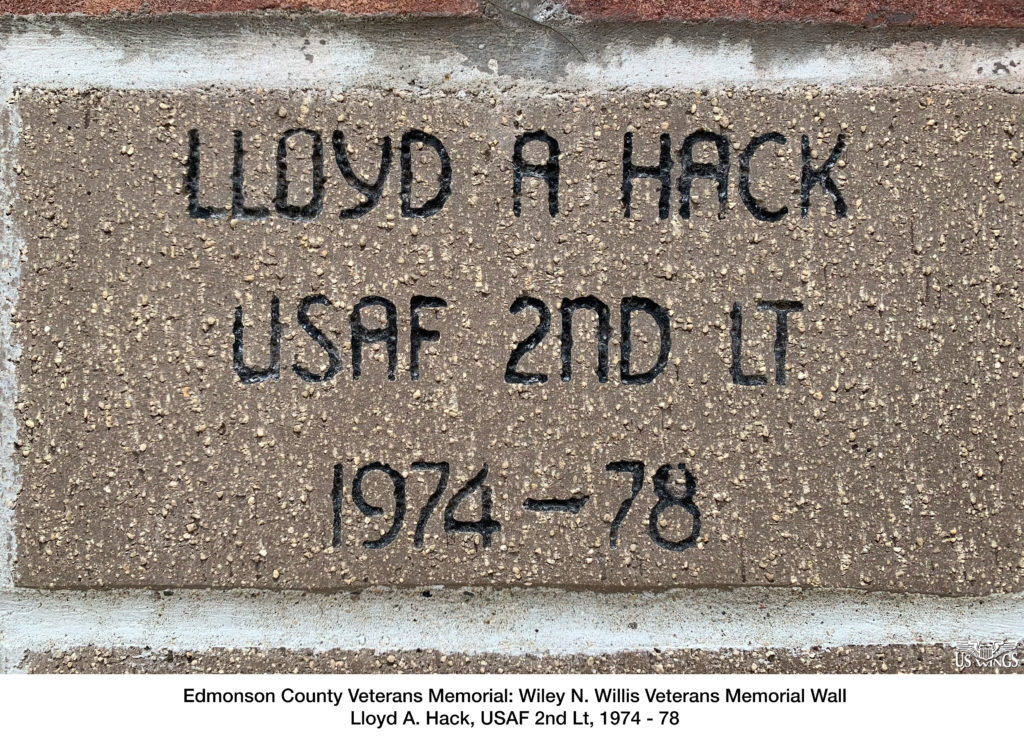 LLOYD A HACK
USAF 2ND LT
1974 – 78
US WINGS
Edmonson County Veterans Memorial: Wiley N. Willis Veterans Memorial Wall
Lloyd A. Hack, USAF 2nd Lt, 1974 - 78